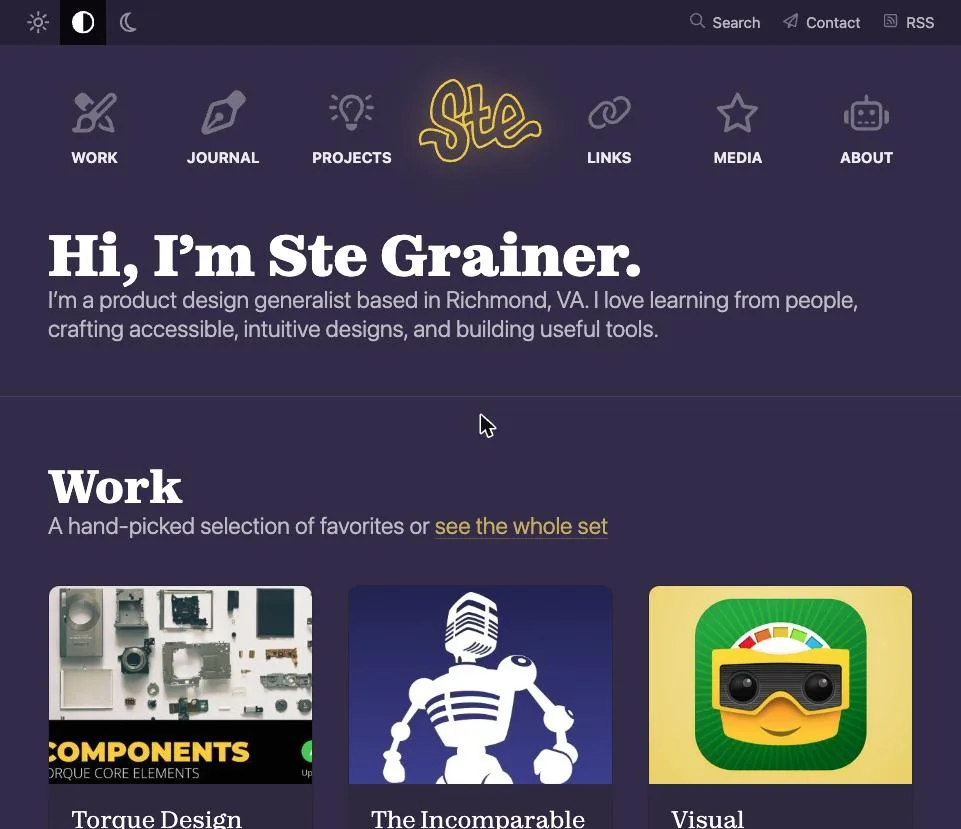 Search Contact RSS
Ste
WORK JOURNAL PROJECTS LINKS MEDIA ABOUT
Hi, I’m Ste Grainer.
I’m a product design generalist based in Richmond, VA. I love learning from people,
crafting accessible, intuitive designs, and building useful tools.
Work
A hand-picked selection of favorites or see the whole set
COMPONENTS
ORQUE CORE ELEMENTS
Up
Torque Design
The Incomparable
Visual